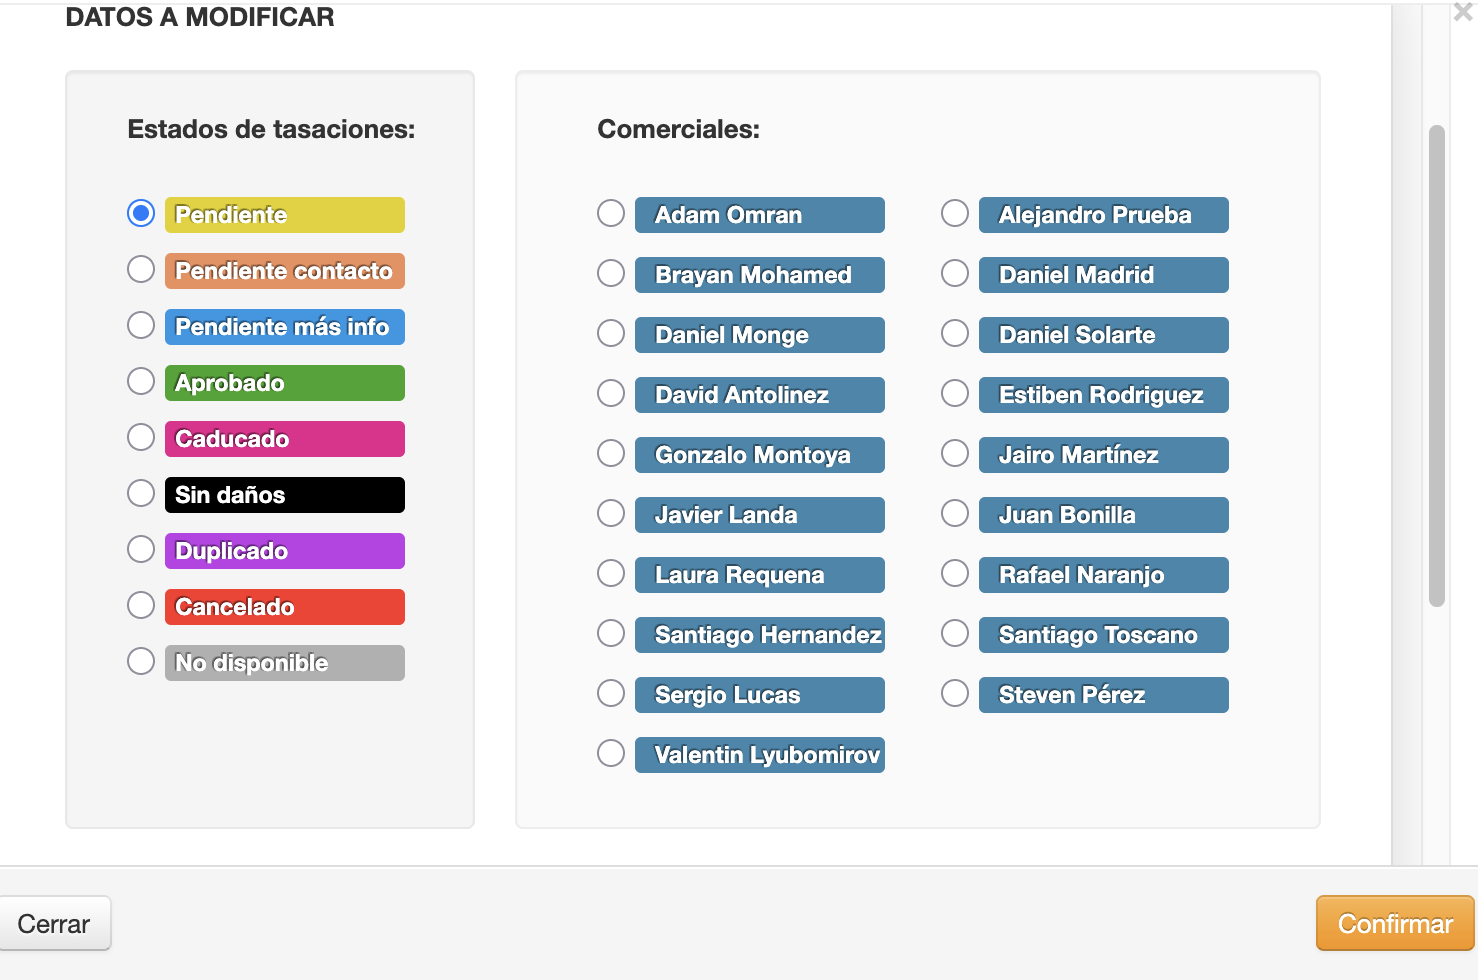 DATOS A MODIFICAR
Estados de tasaciones:
Pendiente
Pendiente contacto
Pendiente más info
Aprobado
Caducado
Sin daños
Duplicado
Cancelado
No disponible
Comerciales:
Adam Omran
Alejandro Prueba
Brayan Mohamed
Daniel Madrid
Daniel Monge
Daniel Solarte
David Antolinez
Estiben Rodriguez
Gonzalo Montoya
Jairo Martínez
Javier Landa
Juan Bonilla
Laura Requena
Rafael Naranjo
Santiago Hernandez
Santiago Toscano
Sergio Lucas
Steven Pérez
Valentin Lyubomirov
Cerrar
Confirmar